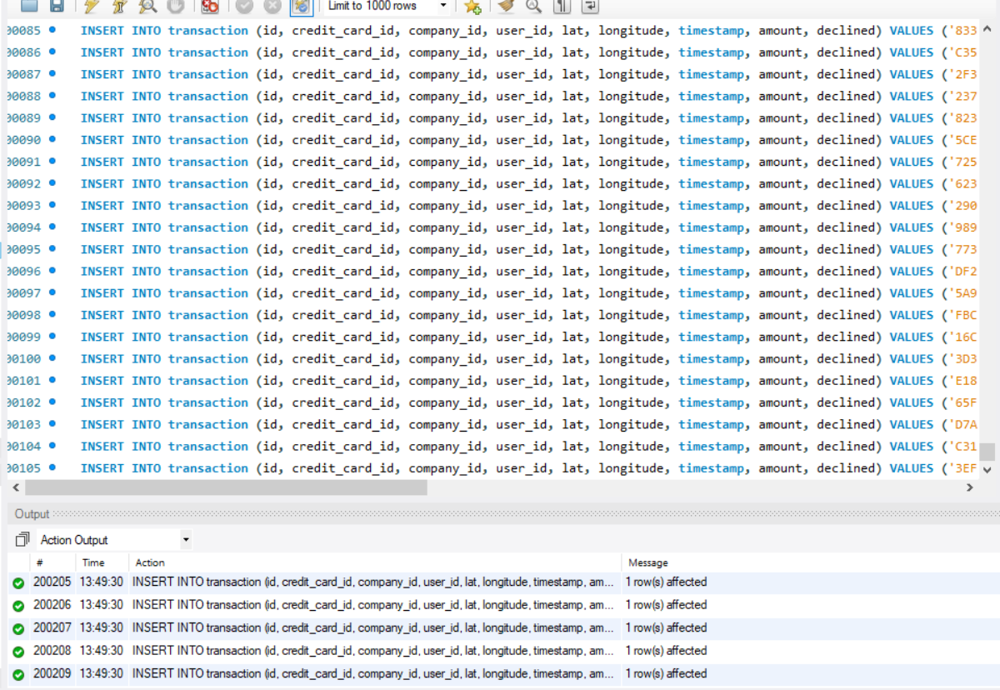 Limit to 1000 rows
00085 INSERT INTO transaction (id, credit_card_id, company_id, user_id, lat, longitude, timestamp, amount, declined) VALUES ('833
00086 INSERT INTO transaction (id, credit_card_id, company_id, user_id, lat, longitude, timestamp, amount, declined) VALUES ('C35
00087 INSERT INTO transaction (id, credit_card_id, company_id, user_id, lat, longitude, timestamp, amount, declined) VALUES ('2F3
00088 INSERT INTO transaction (id, credit_card_id, company_id, user_id, lat, longitude, timestamp, amount, declined) VALUES ('237
00089 INSERT INTO transaction (id, credit_card_id, company_id, user_id, lat, longitude, timestamp, amount, declined) VALUES ('823
00090 INSERT INTO transaction (id, credit_card_id, company_id, user_id, lat, longitude, timestamp, amount, declined) VALUES ('5CE
00091 INSERT INTO transaction (id, credit_card_id, company_id, user_id, lat, longitude, timestamp, amount, declined) VALUES ('725
00092 INSERT INTO transaction (id, credit_card_id, company_id, user_id, lat, longitude, timestamp, amount, declined) VALUES ('623
00093 INSERT INTO transaction (id, credit_card_id, company_id, user_id, lat, longitude, timestamp, amount, declined) VALUES ('290
00094 INSERT INTO transaction (id, credit_card_id, company_id, user_id, lat, longitude, timestamp, amount, declined) VALUES ('989
00095 INSERT INTO transaction (id, credit_card_id, company_id, user_id, lat, longitude, timestamp, amount, declined) VALUES ('773
00096 INSERT INTO transaction (id, credit_card_id, company_id, user_id, lat, longitude, timestamp, amount, declined) VALUES ('DF2
00097 INSERT INTO transaction (id, credit_card_id, company_id, user_id, lat, longitude, timestamp, amount, declined) VALUES ('5A9
00098 INSERT INTO transaction (id, credit_card_id, company_id, user_id, lat, longitude, timestamp, amount, declined) VALUES ('FBC
00099 INSERT INTO transaction (id, credit_card_id, company_id, user_id, lat, longitude, timestamp, amount, declined) VALUES ('16C
00100 INSERT INTO transaction (id, credit_card_id, company_id, user_id, lat, longitude, timestamp, amount, declined) VALUES ('3D3
00101 INSERT INTO transaction (id, credit_card_id, company_id, user_id, lat, longitude, timestamp, amount, declined) VALUES ('E18
00102 INSERT INTO transaction (id, credit_card_id, company_id, user_id, lat, longitude, timestamp, amount, declined) VALUES ('65F
00103 INSERT INTO transaction (id, credit_card_id, company_id, user_id, lat, longitude, timestamp, amount, declined) VALUES ('D7A
00104 INSERT INTO transaction (id, credit_card_id, company_id, user_id, lat, longitude, timestamp, amount, declined) VALUES ('C31
00105 INSERT INTO transaction (id, credit_card_id, company_id, user_id, lat, longitude, timestamp, amount, declined) VALUES ('3EF
Output
Action Output
# Time Action Message
200205 13:49:30 INSERT INTO transaction (id, credit_card_id, company_id, user_id, lat, longitude, timestamp, am... 1 row(s) affected
200206 13:49:30 INSERT INTO transaction (id, credit_card_id, company_id, user_id, lat, longitude, timestamp, am... 1 row(s) affected
200207 13:49:30 INSERT INTO transaction (id, credit_card_id, company_id, user_id, lat, longitude, timestamp, am... 1 row(s) affected
200208 13:49:30 INSERT INTO transaction (id, credit_card_id, company_id, user_id, lat, longitude, timestamp, am... 1 row(s) affected
200209 13:49:30 INSERT INTO transaction (id, credit_card_id, company_id, user_id, lat, longitude, timestamp, am... 1 row(s) affected